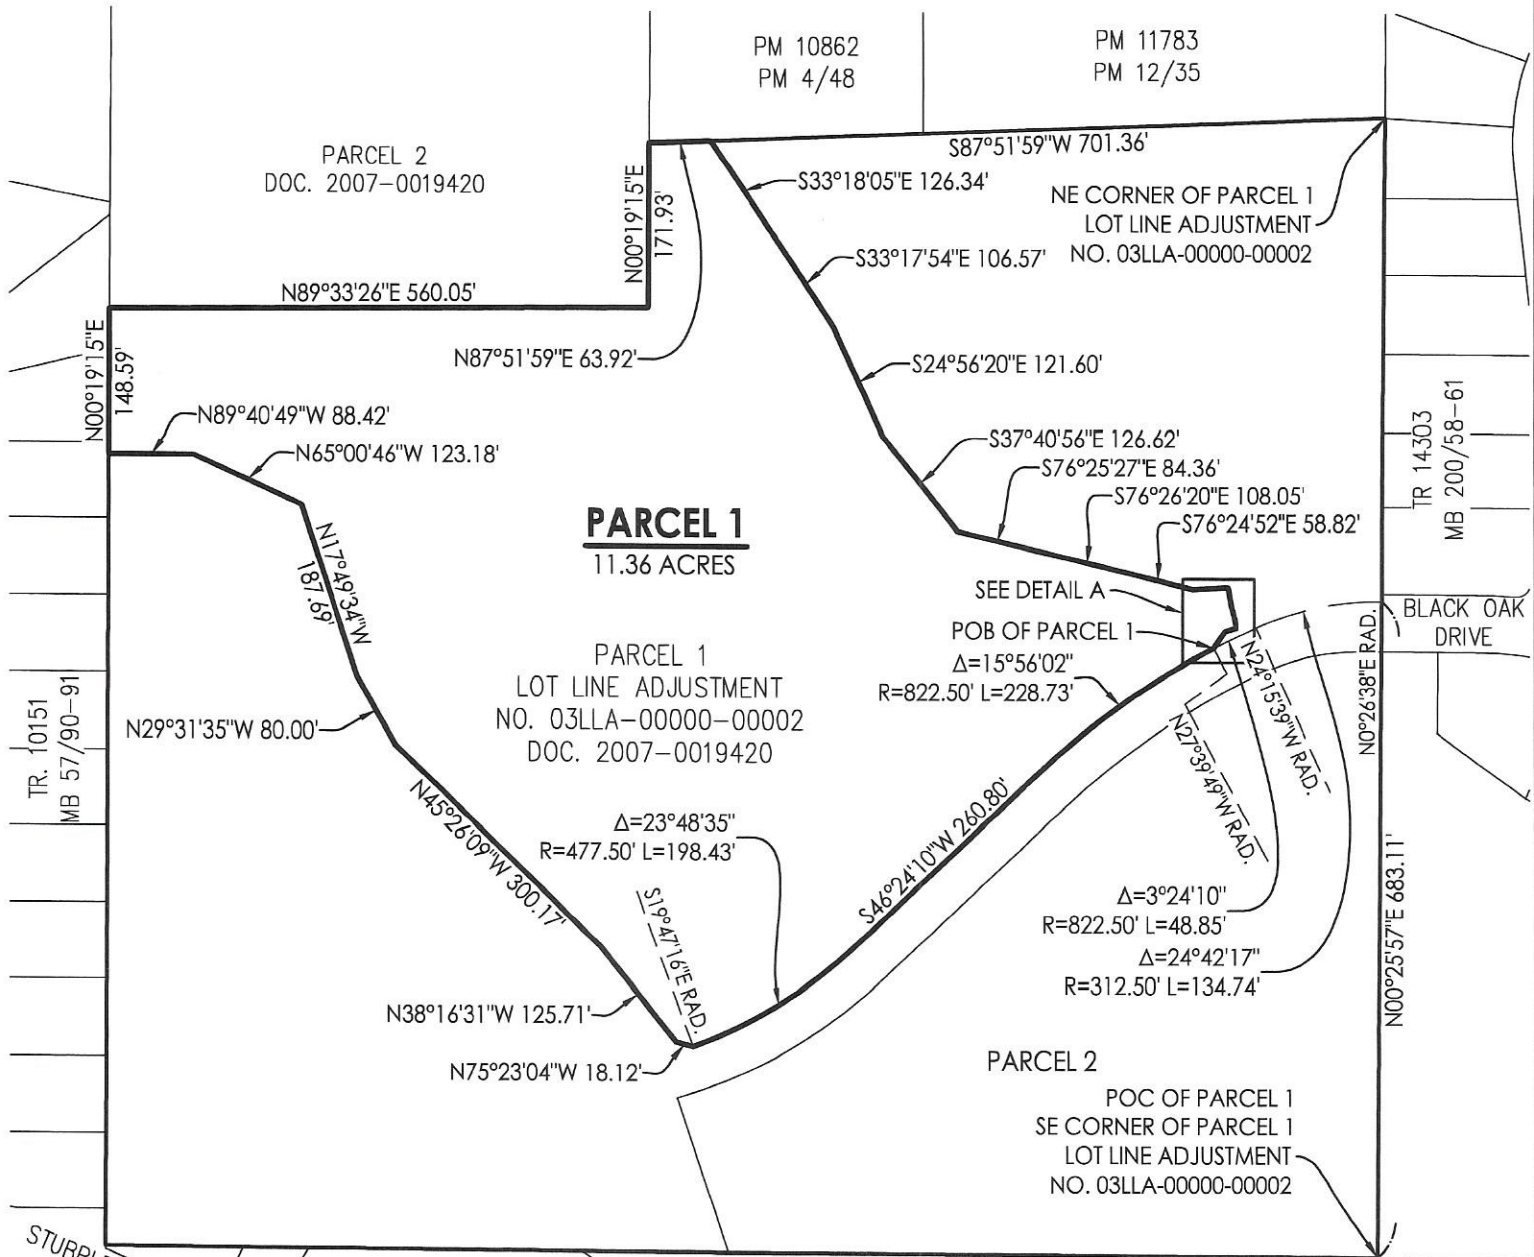 PM 10862
PM 4/48
PM 11783
PM 12/35
PARCEL 2
DOC. 2007-0019420
S87°51'59"W 701.36'
N00°19'15"E
171.93'
S33°18'05"E 126.34'
NE CORNER OF PARCEL 1
LOT LINE ADJUSTMENT
NO. 03LLA-00000-00002
S33°17'54"E 106.57'
N89°33'26"E 560.05'
N00°19'15"E
148.59'
N87°51'59"E 63.92'
S24°56'20"E 121.60'
N89°40'49"W 88.42'
N65°00'46"W 123.18'
S37°40'56"E 126.62'
S76°25'27"E 84.36'
S76°26'20"E 108.05'
S76°24'52"E 58.82'
TR 14303
MB 200/58-61
PARCEL 1
11.36 ACRES
N17°49'34"W
187.69'
SEE DETAIL A
POB OF PARCEL 1
BLACK OAK
DRIVE
PARCEL 1
LOT LINE ADJUSTMENT
NO. 03LLA-00000-00002
DOC. 2007-0019420
Δ=15°56'02"
R=822.50' L=228.73'
N24°15'39"W RAD.
N0°26'38"E RAD.
N27°39'49"W RAD.
TR. 10151
MB 57/90-91
N29°31'35"W 80.00'
N45°26'09"W 300.17'
Δ=23°48'35"
R=477.50' L=198.43'
S46°24'10"W 260.80'
S19°47'16"E RAD.
Δ=3°24'10"
R=822.50' L=48.85'
Δ=24°42'17"
R=312.50' L=134.74'
N00°25'57"E 683.11'
N38°16'31"W 125.71'
N75°23'04"W 18.12'
PARCEL 2
POC OF PARCEL 1
SE CORNER OF PARCEL 1
LOT LINE ADJUSTMENT
NO. 03LLA-00000-00002